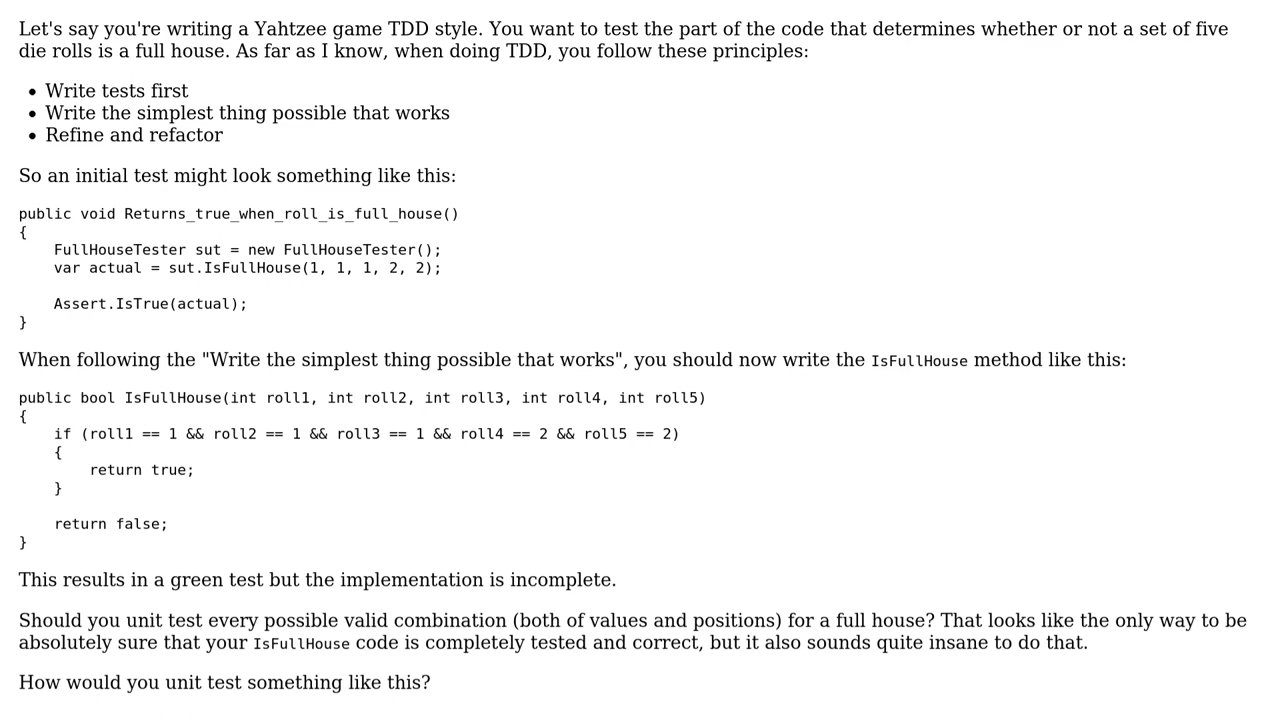 Let's say you're writing a Yahtzee game TDD style. You want to test the part of the code that determines whether or not a set of five
die rolls is a full house. As far as I know, when doing TDD, you follow these principles:
• Write tests first
• Write the simplest thing possible that works
• Refine and refactor
So an initial test might look something like this:
public void Returns_true_when_roll_is_full_house()
{
    FullHouseTester sut = new FullHouseTester();
    var actual = sut.IsFullHouse(1, 1, 1, 2, 2);
    Assert.IsTrue(actual);
}
When following the "Write the simplest thing possible that works", you should now write the IsFullHouse method like this:
public bool IsFullHouse(int roll1, int roll2, int roll3, int roll4, int roll5)
{
    if (roll1 == 1 && roll2 == 1 && roll3 == 1 && roll4 == 2 && roll5 == 2)
    {
        return true;
    }
    return false;
}
This results in a green test but the implementation is incomplete.
Should you unit test every possible valid combination (both of values and positions) for a full house? That looks like the only way to be
absolutely sure that your IsFullHouse code is completely tested and correct, but it also sounds quite insane to do that.
How would you unit test something like this?